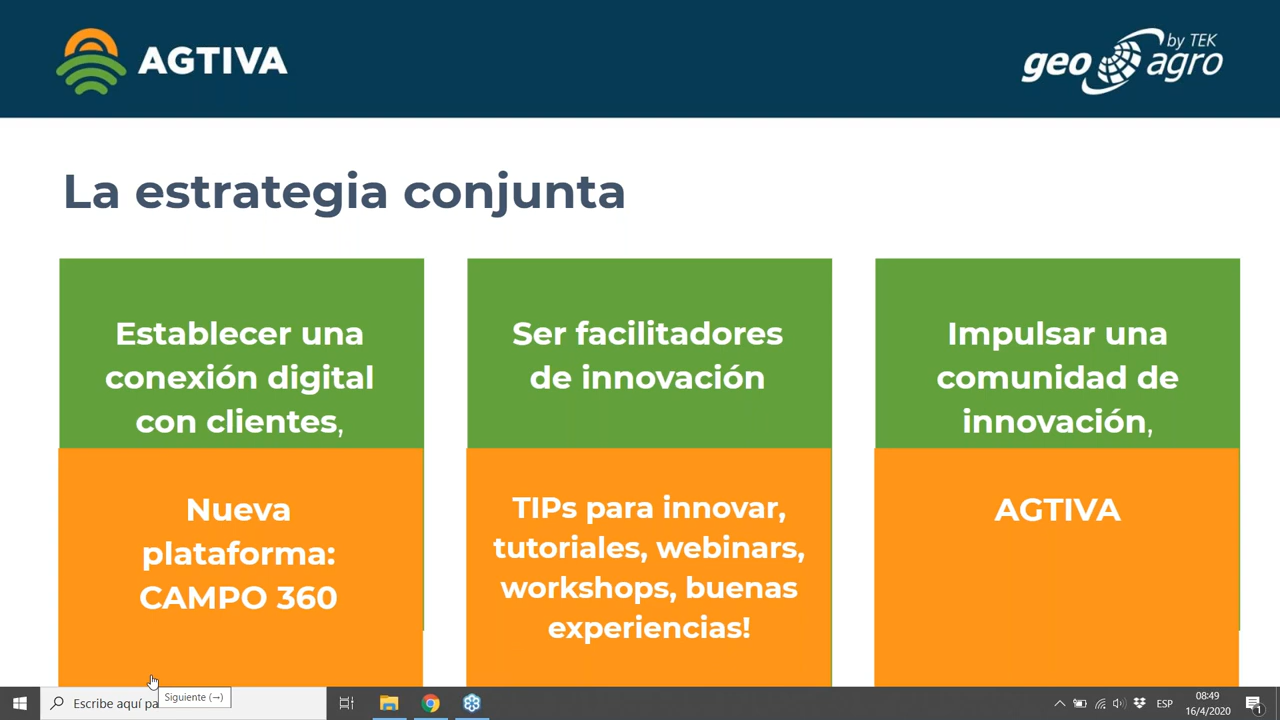 AGTIVA
geo agro by TEK
La estrategia conjunta
Establecer una
conexión digital
con clientes,
Nueva
plataforma:
CAMPO 360
Ser facilitadores
de innovación
TIPs para innovar,
tutoriales, webinars,
workshops, buenas
experiencias!
Impulsar una
comunidad de
innovación,
AGTIVA
Siguiente (→)
Escribe aquí pa
ESP
08:49
16/4/2020
1